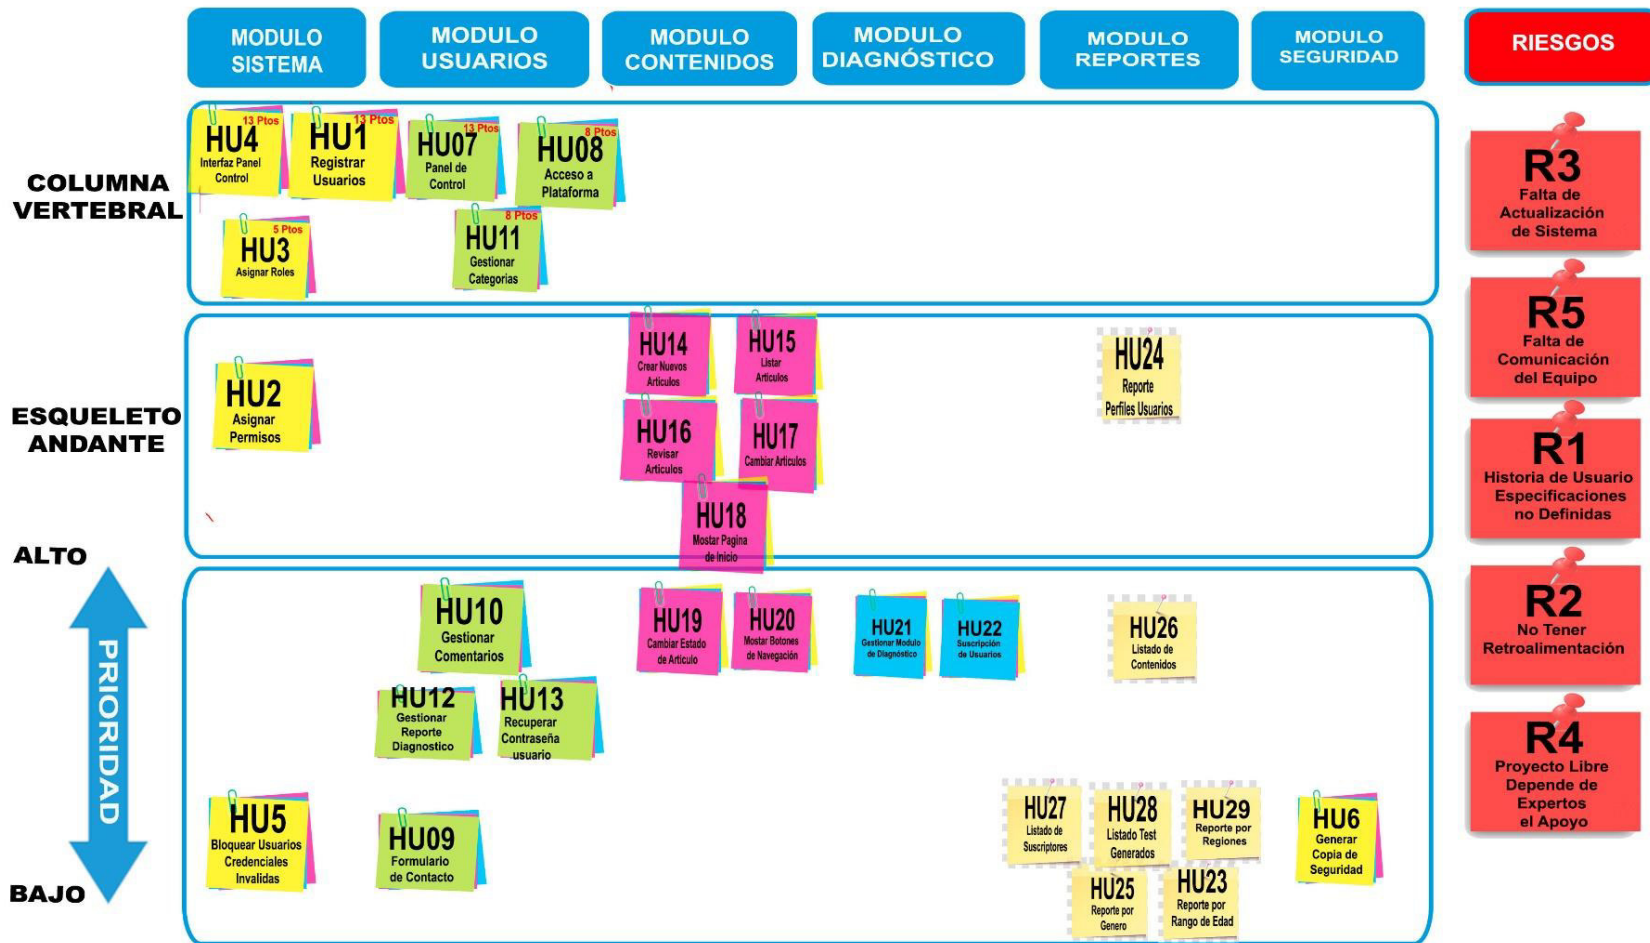 MODULO
SISTEMA
MODULO
USUARIOS
MODULO
CONTENIDOS
MODULO
DIAGNÓSTICO
MODULO
REPORTES
MODULO
SEGURIDAD
RIESGOS
COLUMNA
VERTEBRAL
13 Ptos
HU4
Interfaz Panel
Control
13 Ptos
HU1
Registrar
Usuarios
13 Ptos
HU07
Panel de
Control
8 Ptos
HU08
Acceso a
Plataforma
5 Ptos
HU3
Asignar Roles
8 Ptos
HU11
Gestionar
Categorias
R3
Falta de
Actualización
de Sistema
ESQUELETO
ANDANTE
HU2
Asignar
Permisos
HU14
Crear Nuevos
Articulos
HU15
Listar
Articulos
HU16
Revisar
Articulos
HU17
Cambiar Articulos
HU18
Mostar Pagina
de Inicio
HU24
Reporte
Perfiles Usuarios
R5
Falta de
Comunicación
del Equipo
R1
Historia de Usuario
Especificaciones
no Definidas
ALTO
PRIORIDAD
BAJO
HU10
Gestionar
Comentarios
HU19
Cambiar Estado
de Articulo
HU20
Mostar Botones
de Navegación
HU21
Gestionar Modulo
de Diagnóstico
HU22
Suscripción
de Usuarios
HU26
Listado de
Contenidos
R2
No Tener
Retroalimentación
HU12
Gestionar
Reporte
Diagnostico
HU13
Recuperar
Contraseña
usuario
HU5
Bloquear Usuarios
Credenciales
Invalidas
HU09
Formulario
de Contacto
HU27
Listado de
Suscriptores
HU28
Listado Test
Generados
HU29
Reporte por
Regiones
HU25
Reporte por
Genero
HU23
Reporte por
Rango de Edad
HU6
Generar
Copia de
Seguridad
R4
Proyecto Libre
Depende de
Expertos
el Apoyo